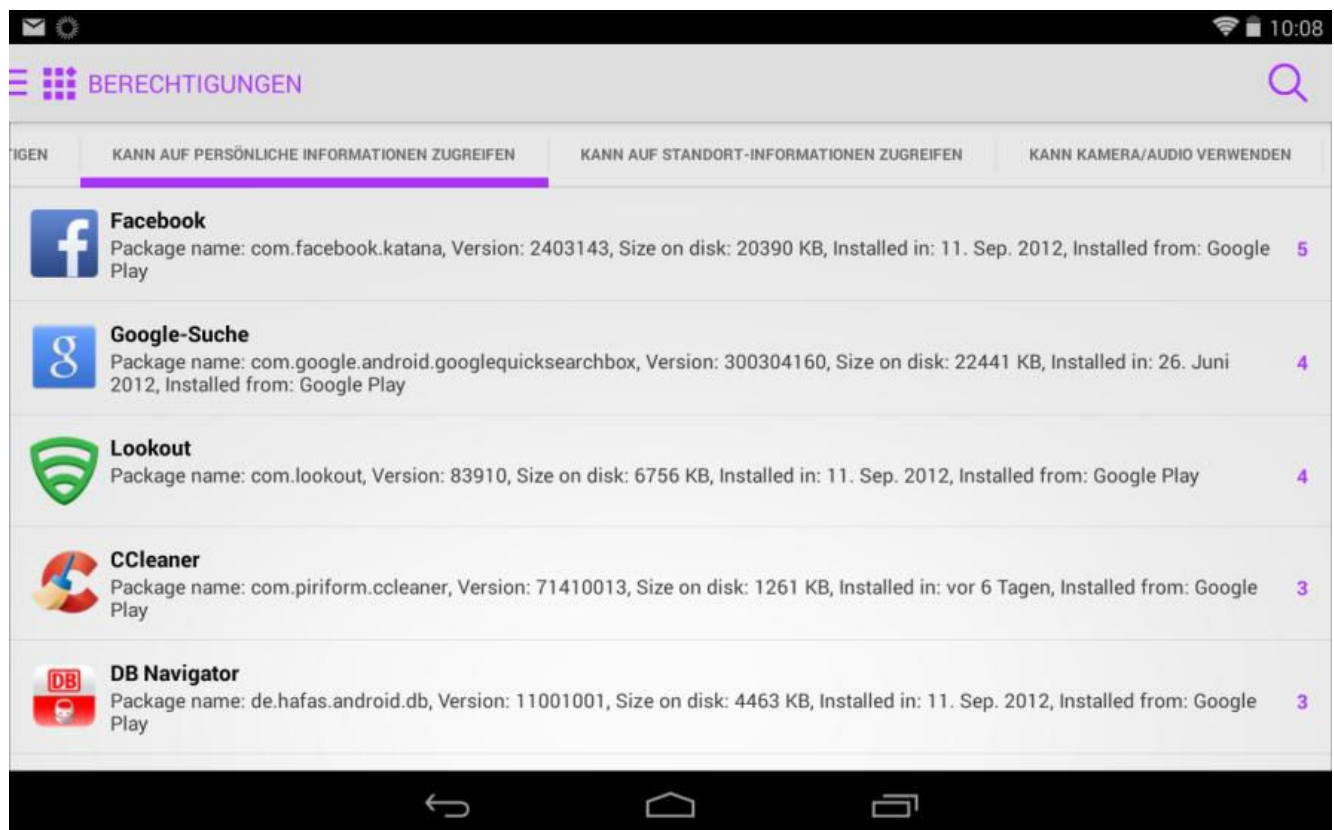 10:08
BERECHTIGUNGEN
IGEN KANN AUF PERSÖNLICHE INFORMATIONEN ZUGREIFEN KANN AUF STANDORT-INFORMATIONEN ZUGREIFEN KANN KAMERA/AUDIO VERWENDEN
Facebook
Package name: com.facebook.katana, Version: 2403143, Size on disk: 20390 KB, Installed in: 11. Sep. 2012, Installed from: Google 5
Play
Google-Suche
Package name: com.google.android.googlequicksearchbox, Version: 300304160, Size on disk: 22441 KB, Installed in: 26. Juni 4
2012, Installed from: Google Play
Lookout
Package name: com.lookout, Version: 83910, Size on disk: 6756 KB, Installed in: 11. Sep. 2012, Installed from: Google Play 4
CCleaner
Package name: com.piriform.ccleaner, Version: 71410013, Size on disk: 1261 KB, Installed in: vor 6 Tagen, Installed from: Google 3
Play
DB
DB Navigator
Package name: de.hafas.android.db, Version: 11001001, Size on disk: 4463 KB, Installed in: 11. Sep. 2012, Installed from: Google 3
Play